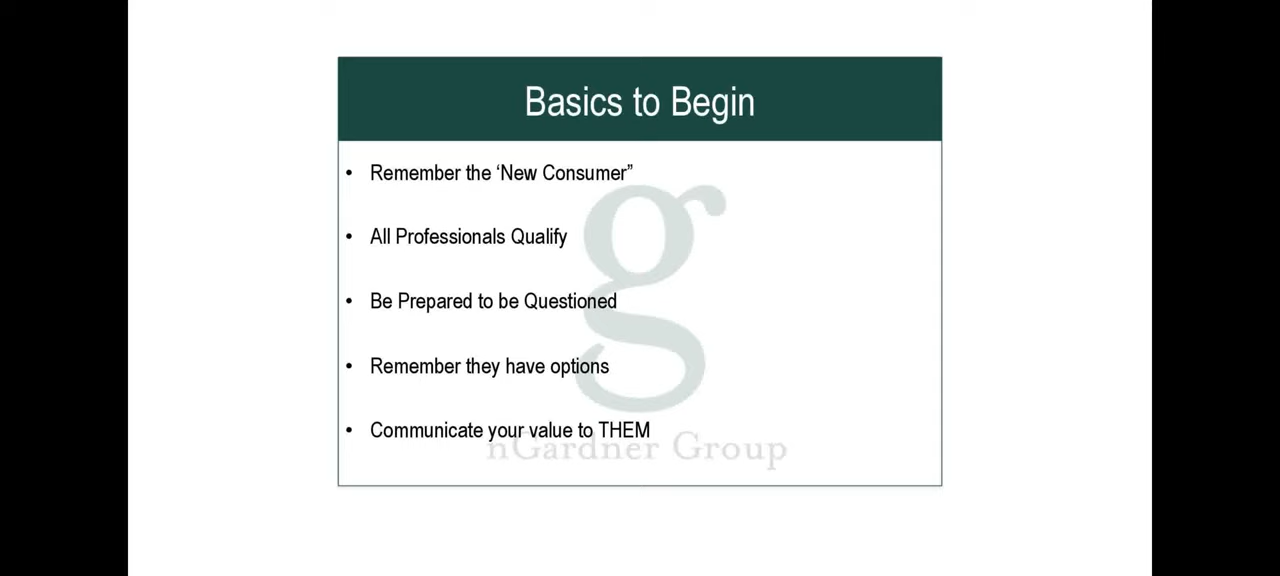 Basics to Begin
• Remember the ‘New Consumer”
• All Professionals Qualify
• Be Prepared to be Questioned
• Remember they have options
• Communicate your value to THEM
g
nGardner Group